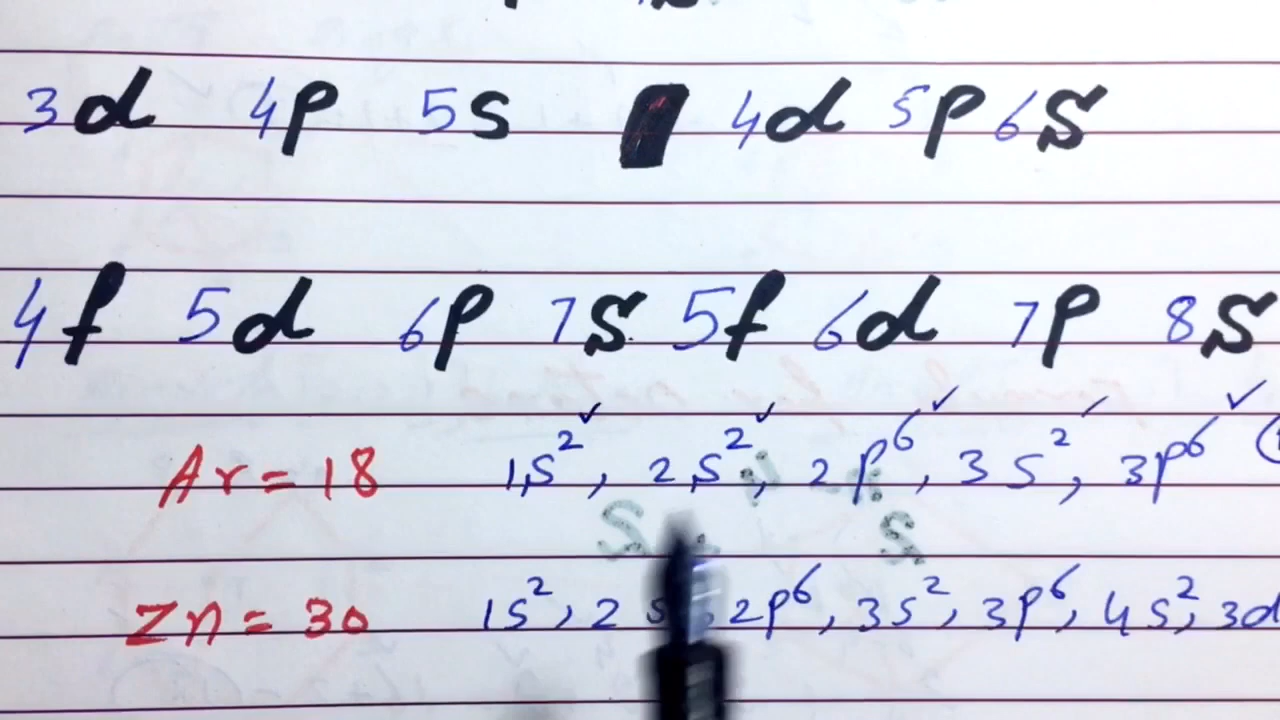 3d 4p 5s 4d 5p 6s
4f 5d 6p 7s 5f 6d 7p 8s
Ar = 18 1s², 2s², 2p⁶, 3s², 3p⁶
Zn = 30 1s², 2s , 2p⁶, 3s², 3p⁶, 4s², 3d